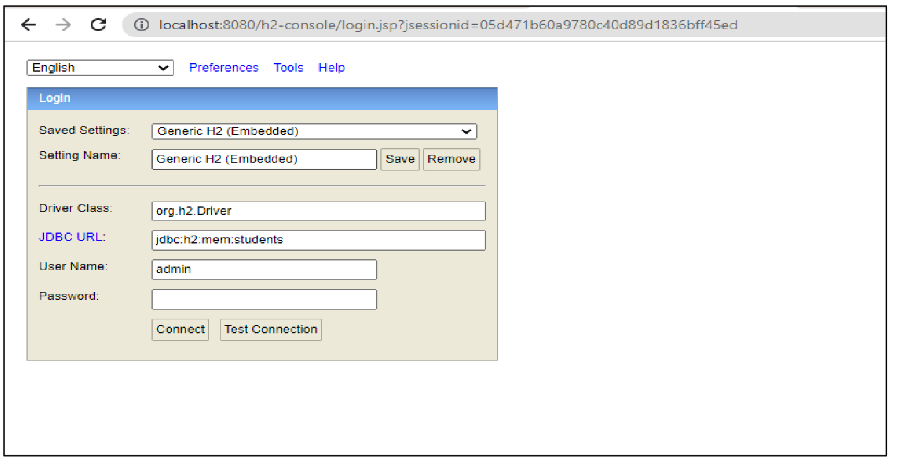 localhost:8080/h2-console/login.jsp?jsessionid=05d471b60a9780c40d89d1836bff45ed
English Preferences Tools Help
Login
Saved Settings: Generic H2 (Embedded)
Setting Name: Generic H2 (Embedded) Save Remove
Driver Class: org.h2.Driver
JDBC URL: jdbc:h2:mem:students
User Name: admin
Password:
Connect Test Connection